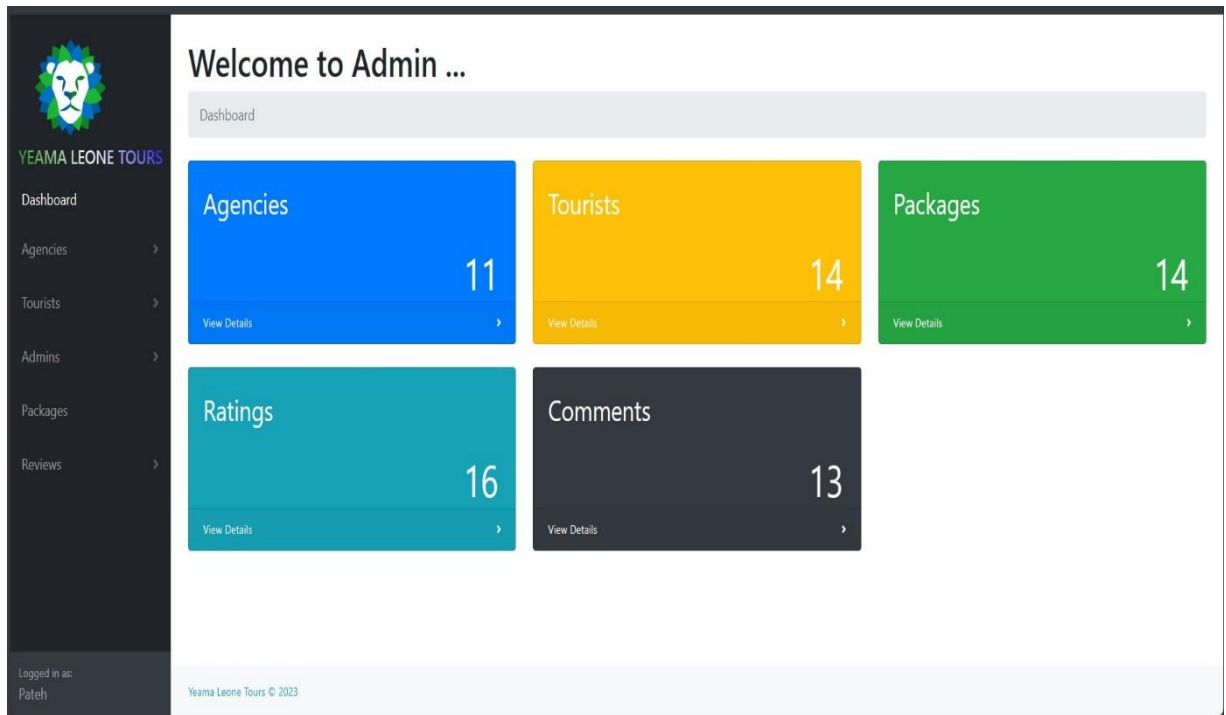 YEAMA LEONE TOURS
Dashboard
Agencies
Tourists
Admins
Packages
Reviews
Logged in as:
Pateh
Welcome to Admin ...
Dashboard
Agencies
11
View Details
Tourists
14
View Details
Packages
14
View Details
Ratings
16
View Details
Comments
13
View Details
Yeama Leone Tours © 2023